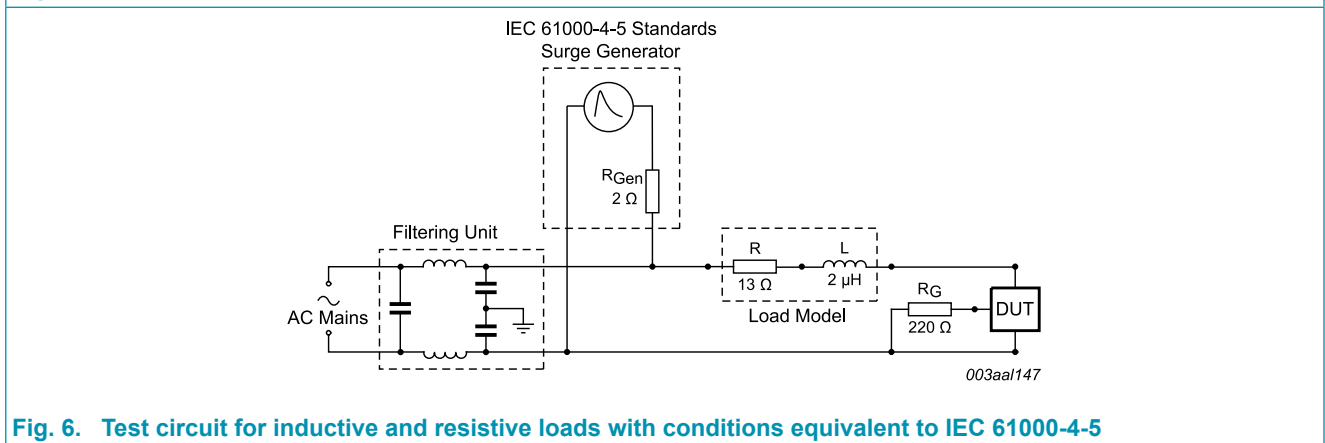 IEC 61000-4-5 Standards
Surge Generator
RGen
2 Ω
Filtering Unit
R
L
13 Ω
2 μH
Load Model
RG
220 Ω
DUT
AC Mains
003aal147
Fig. 6. Test circuit for inductive and resistive loads with conditions equivalent to IEC 61000-4-5